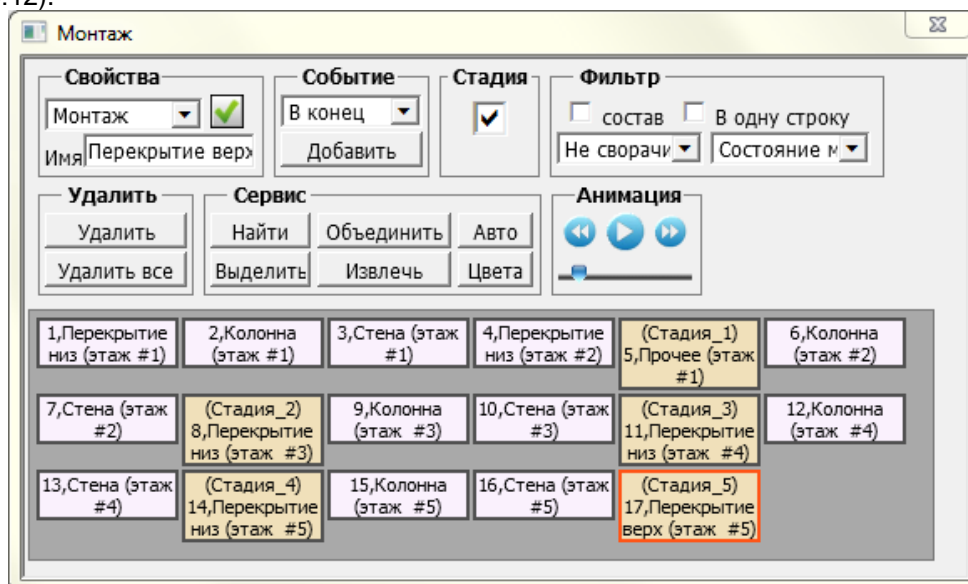 .12).
Монтаж
Свойства Событие Стадия Фильтр
Монтаж В конец состав В одну строку
Имя Перекрытие верх Добавить Не сворачи Состояние м
Удалить Сервис Анимация
Удалить Найти Объединить Авто
Удалить все Выделить Извлечь Цвета
1,Перекрытие 2,Колонна 3,Стена (этаж 4,Перекрытие (Стадия_1) 6,Колонна
низ (этаж #1) (этаж #1) #1) низ (этаж #2) 5,Прочее (этаж (этаж #2)
#1)
7,Стена (этаж (Стадия_2) 9,Колонна 10,Стена (этаж (Стадия_3) 12,Колонна
#2) 8,Перекрытие (этаж #3) #3) 11,Перекрытие (этаж #4)
низ (этаж #3) низ (этаж #4)
13,Стена (этаж (Стадия_4) 15,Колонна 16,Стена (этаж (Стадия_5)
#4) 14,Перекрытие (этаж #5) #5) 17,Перекрытие
низ (этаж #5) верх (этаж #5)